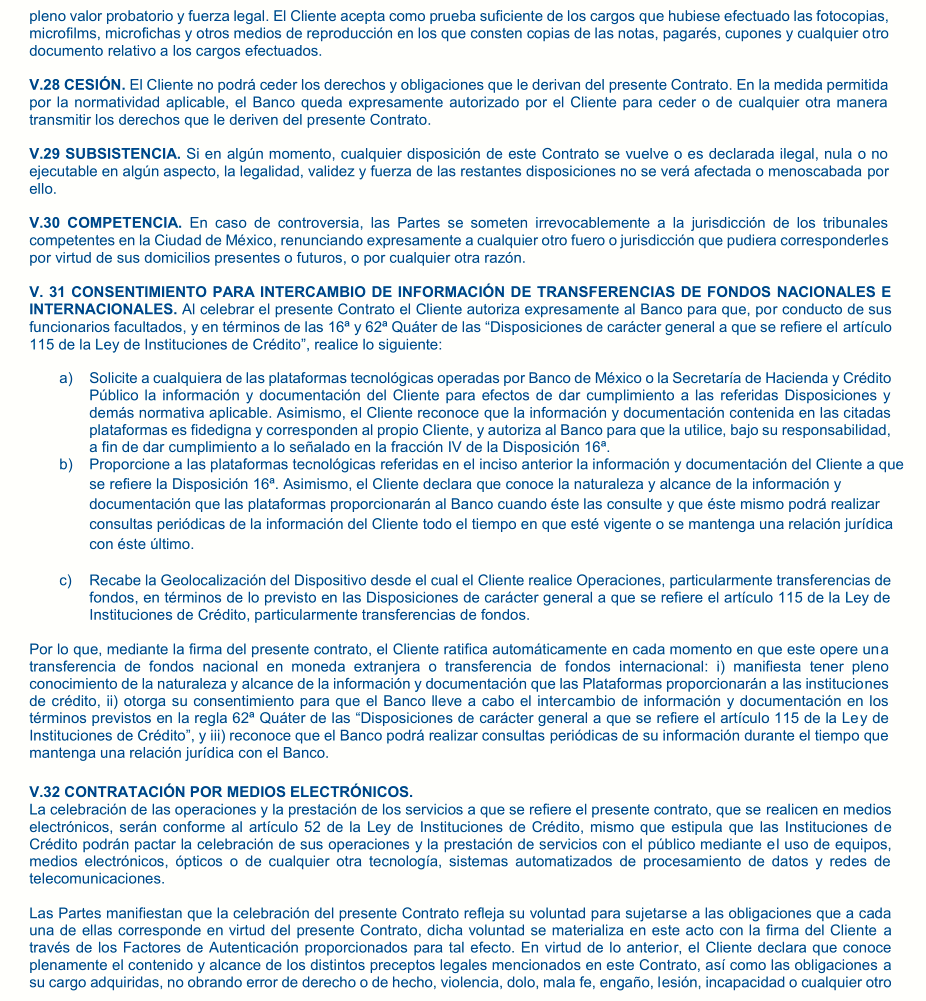 pleno valor probatorio y fuerza legal. El Cliente acepta como prueba suficiente de los cargos que hubiese efectuado las fotocopias,
microfilms, microfichas y otros medios de reproducción en los que consten copias de las notas, pagarés, cupones y cualquier otro
documento relativo a los cargos efectuados.
V.28 CESIÓN. El Cliente no podrá ceder los derechos y obligaciones que le derivan del presente Contrato. En la medida permitida
por la normatividad aplicable, el Banco queda expresamente autorizado por el Cliente para ceder o de cualquier otra manera
transmitir los derechos que le deriven del presente Contrato.
V.29 SUBSISTENCIA. Si en algún momento, cualquier disposición de este Contrato se vuelve o es declarada ilegal, nula o no
ejecutable en algún aspecto, la legalidad, validez y fuerza de las restantes disposiciones no se verá afectada o menoscabada por
ello.
V.30 COMPETENCIA. En caso de controversia, las Partes se someten irrevocablemente a la jurisdicción de los tribunales
competentes en la Ciudad de México, renunciando expresamente a cualquier otro fuero o jurisdicción que pudiera corresponderles
por virtud de sus domicilios presentes o futuros, o por cualquier otra razón.
V. 31 CONSENTIMIENTO PARA INTERCAMBIO DE INFORMACIÓN DE TRANSFERENCIAS DE FONDOS NACIONALES E
INTERNACIONALES. Al celebrar el presente Contrato el Cliente autoriza expresamente al Banco para que, por conducto de sus
funcionarios facultados, y en términos de las 16ª y 62ª Quáter de las “Disposiciones de carácter general a que se refiere el artículo
115 de la Ley de Instituciones de Crédito”, realice lo siguiente:
a) Solicite a cualquiera de las plataformas tecnológicas operadas por Banco de México o la Secretaría de Hacienda y Crédito
Público la información y documentación del Cliente para efectos de dar cumplimiento a las referidas Disposiciones y
demás normativa aplicable. Asimismo, el Cliente reconoce que la información y documentación contenida en las citadas
plataformas es fidedigna y corresponden al propio Cliente, y autoriza al Banco para que la utilice, bajo su responsabilidad,
a fin de dar cumplimiento a lo señalado en la fracción IV de la Disposición 16ª.
b) Proporcione a las plataformas tecnológicas referidas en el inciso anterior la información y documentación del Cliente a que
se refiere la Disposición 16ª. Asimismo, el Cliente declara que conoce la naturaleza y alcance de la información y
documentación que las plataformas proporcionarán al Banco cuando éste las consulte y que éste mismo podrá realizar
consultas periódicas de la información del Cliente todo el tiempo en que esté vigente o se mantenga una relación jurídica
con éste último.
c) Recabe la Geolocalización del Dispositivo desde el cual el Cliente realice Operaciones, particularmente transferencias de
fondos, en términos de lo previsto en las Disposiciones de carácter general a que se refiere el artículo 115 de la Ley de
Instituciones de Crédito, particularmente transferencias de fondos.
Por lo que, mediante la firma del presente contrato, el Cliente ratifica automáticamente en cada momento en que este opere una
transferencia de fondos nacional en moneda extranjera o transferencia de fondos internacional: i) manifiesta tener pleno
conocimiento de la naturaleza y alcance de la información y documentación que las Plataformas proporcionarán a las instituciones
de crédito, ii) otorga su consentimiento para que el Banco lleve a cabo el intercambio de información y documentación en los
términos previstos en la regla 62ª Quáter de las “Disposiciones de carácter general a que se refiere el artículo 115 de la Ley de
Instituciones de Crédito”, y iii) reconoce que el Banco podrá realizar consultas periódicas de su información durante el tiempo que
mantenga una relación jurídica con el Banco.
V.32 CONTRATACIÓN POR MEDIOS ELECTRÓNICOS.
La celebración de las operaciones y la prestación de los servicios a que se refiere el presente contrato, que se realicen en medios
electrónicos, serán conforme al artículo 52 de la Ley de Instituciones de Crédito, mismo que estipula que las Instituciones de
Crédito podrán pactar la celebración de sus operaciones y la prestación de servicios con el público mediante el uso de equipos,
medios electrónicos, ópticos o de cualquier otra tecnología, sistemas automatizados de procesamiento de datos y redes de
telecomunicaciones.
Las Partes manifiestan que la celebración del presente Contrato refleja su voluntad para sujetarse a las obligaciones que a cada
una de ellas corresponde en virtud del presente Contrato, dicha voluntad se materializa en este acto con la firma del Cliente a
través de los Factores de Autenticación proporcionados para tal efecto. En virtud de lo anterior, el Cliente declara que conoce
plenamente el contenido y alcance de los distintos preceptos legales mencionados en este Contrato, así como las obligaciones a
su cargo adquiridas, no obrando error de derecho o de hecho, violencia, dolo, mala fe, engaño, lesión, incapacidad o cualquier otro